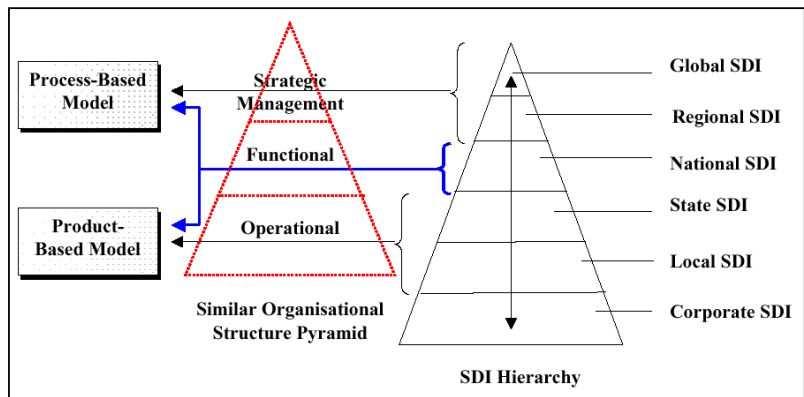 Process-Based
Model
Strategic
Management
Functional
Product-
Based Model
Operational
Similar Organisational
Structure Pyramid
Global SDI
Regional SDI
National SDI
State SDI
Local SDI
Corporate SDI
SDI Hierarchy